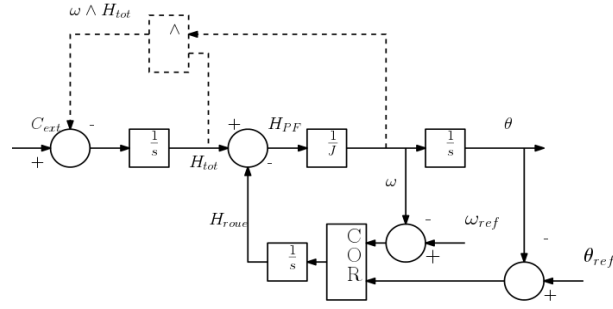 ω ∧ H_tot
∧
C_ext
-
+
1/s
H_tot
+
-
H_PF
1/J
1/s
θ
ω
H_roue
1/s
C
O
R
-
+
ω_ref
-
+
θ_ref